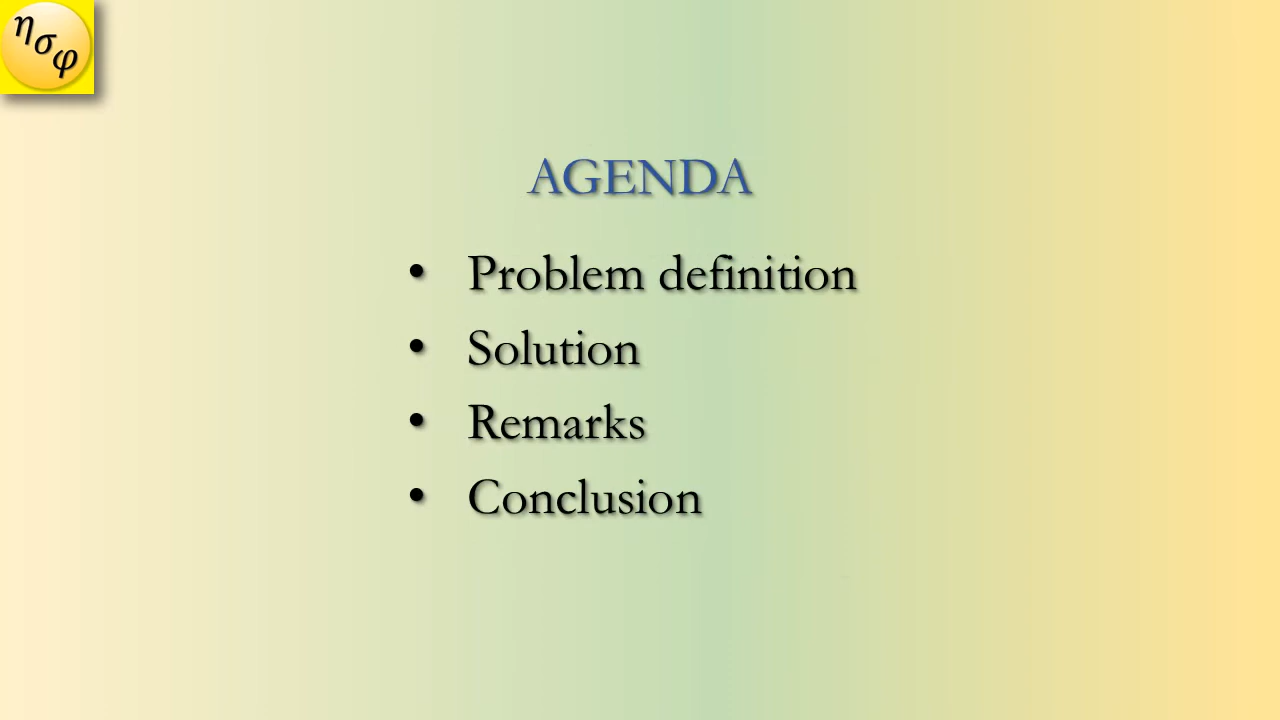 ησφ
AGENDA
• Problem definition
• Solution
• Remarks
• Conclusion